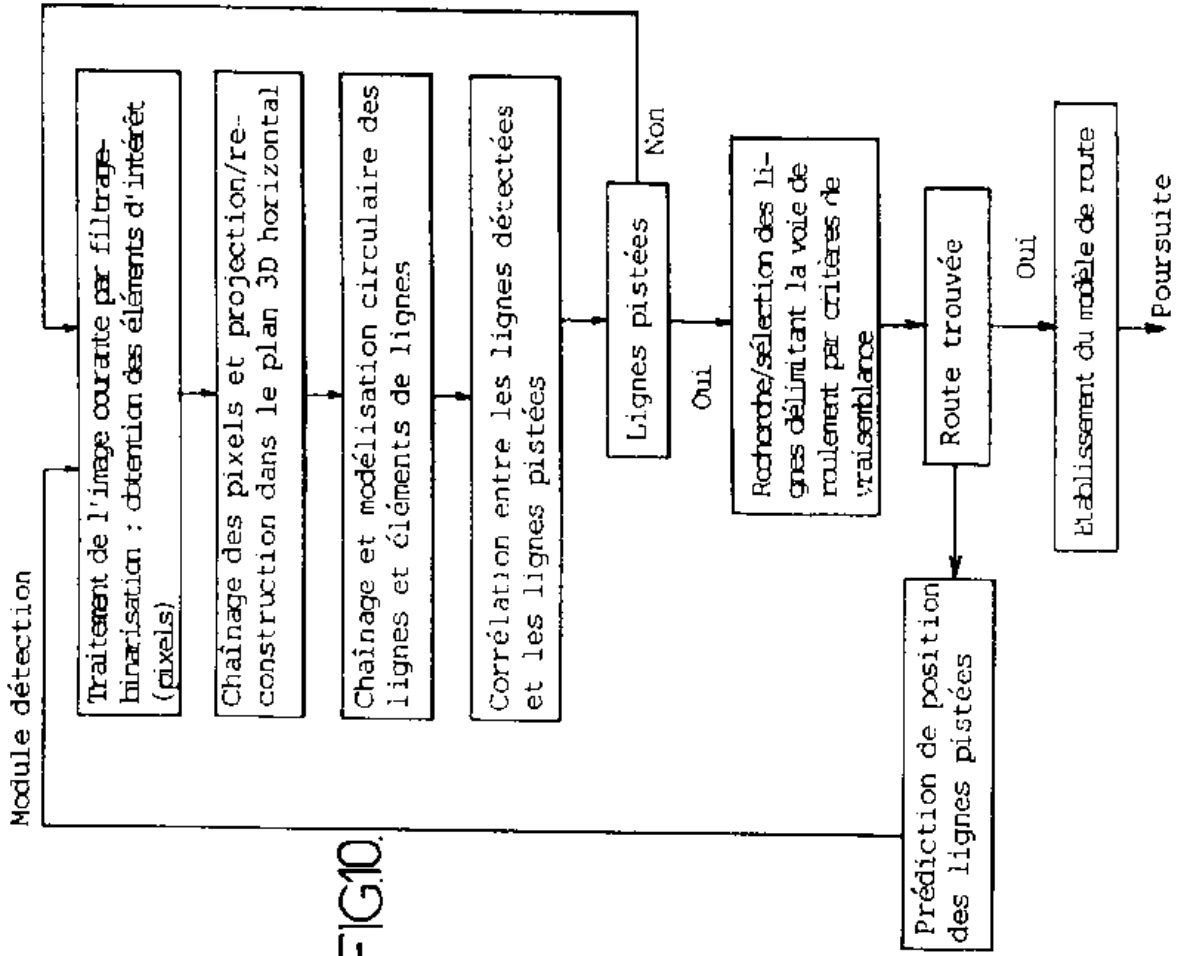 Module détection
Traitement de l'image courante par filtrage-
binarisation : obtention des éléments d'intérêt
(pixels)
Chaînage des pixels et projection/re-
construction dans le plan 3D horizontal
Chaînage et modélisation circulaire des
lignes et éléments de lignes
Corrélation entre les lignes détectées
et les lignes pistées
Lignes pistées
Non
Oui
Recherche/sélection des li-
gnes délimitant la voie de
roulement par critères de
vraisemblance
Route trouvée
Oui
Prédiction de position
des lignes pistées
Etablissement du modèle de route
Poursuite
FIG.10.